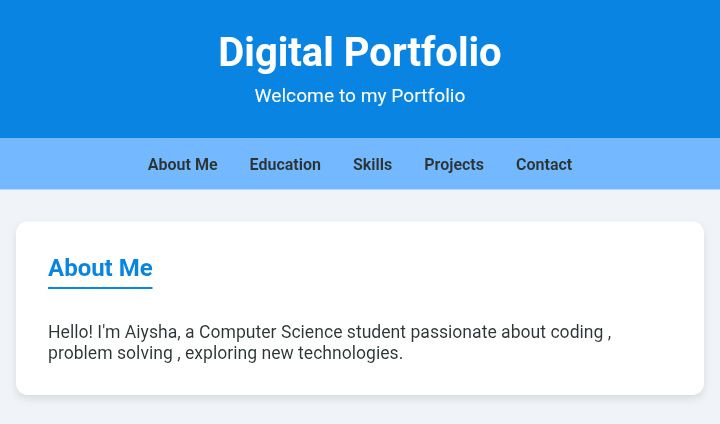 Digital Portfolio
Welcome to my Portfolio
About Me Education Skills Projects Contact
About Me
Hello! I'm Aiysha, a Computer Science student passionate about coding ,
problem solving , exploring new technologies.